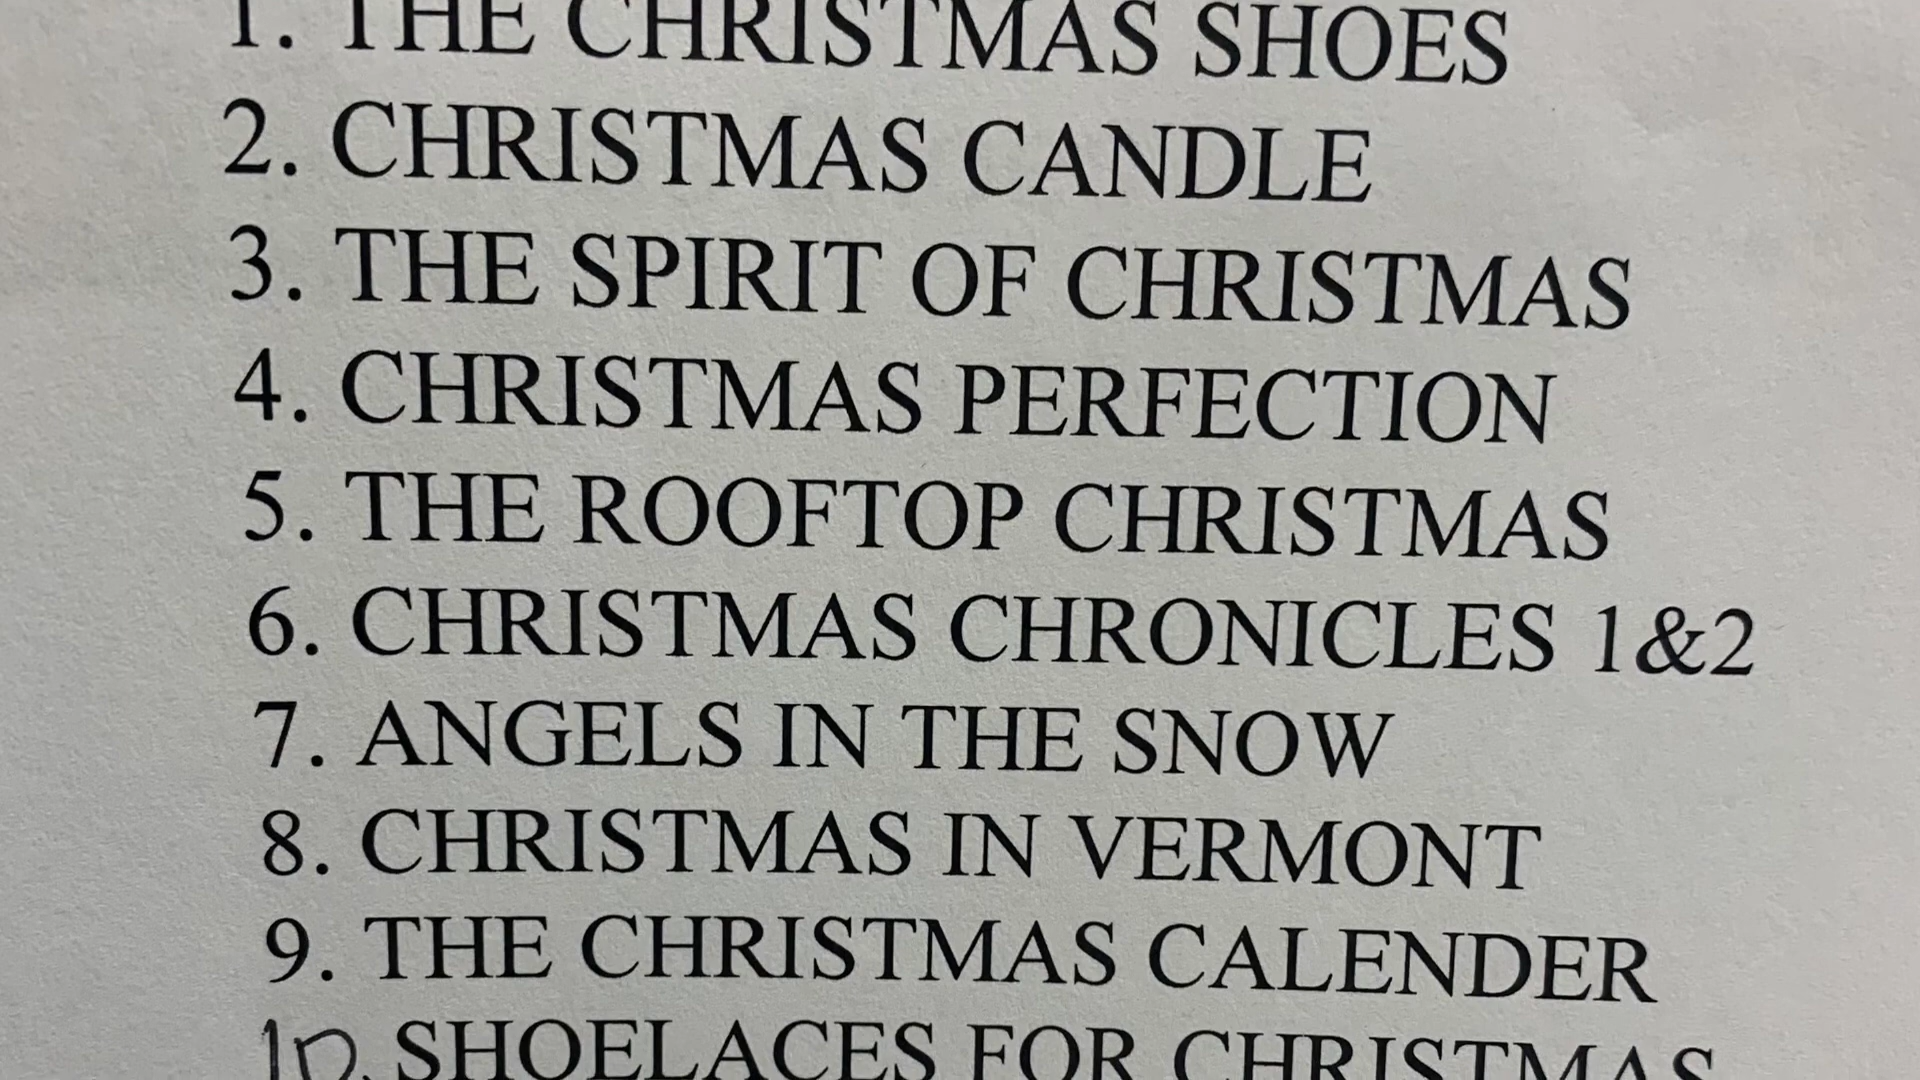 1. THE CHRISTMAS SHOES
2. CHRISTMAS CANDLE
3. THE SPIRIT OF CHRISTMAS
4. CHRISTMAS PERFECTION
5. THE ROOFTOP CHRISTMAS
6. CHRISTMAS CHRONICLES 1&2
7. ANGELS IN THE SNOW
8. CHRISTMAS IN VERMONT
9. THE CHRISTMAS CALENDER
10. SHOELACES FOR CHRISTMAS